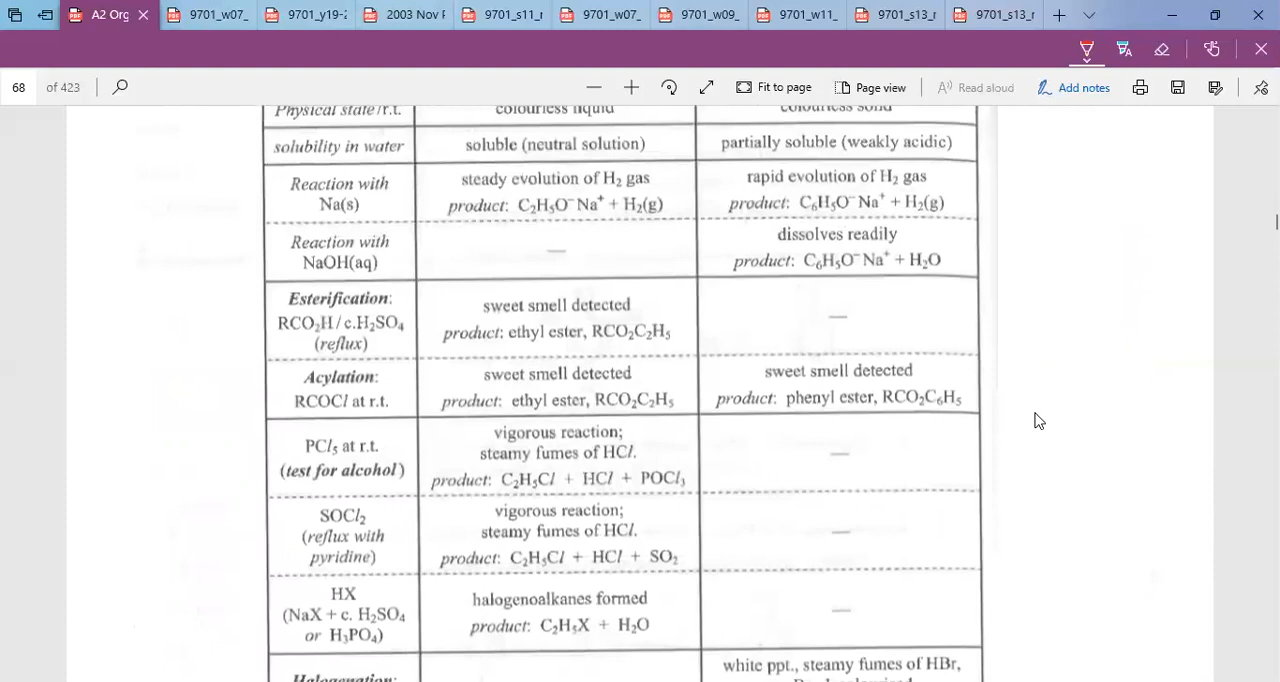 A2 Org
9701_w07_
9701_y19-2
2003 Nov F
9701_s11_r
9701_w07_
9701_w09_
9701_w11_
9701_s13_r
9701_s13_r
68 of 423
Fit to page
Page view
Read aloud
Add notes
Physical state/r.t. colourless liquid colourless solid
solubility in water soluble (neutral solution) partially soluble (weakly acidic)
Reaction with Na(s)
steady evolution of H₂ gas
product: C₂H₅O⁻Na⁺ + H₂(g)
rapid evolution of H₂ gas
product: C₆H₅O⁻Na⁺ + H₂(g)
Reaction with
NaOH(aq)
—
dissolves readily
product: C₆H₅O⁻Na⁺ + H₂O
Esterification:
RCO₂H/c.H₂SO₄
(reflux)
sweet smell detected
product: ethyl ester, RCO₂C₂H₅
—
Acylation:
RCOCl at r.t.
sweet smell detected
product: ethyl ester, RCO₂C₂H₅
sweet smell detected
product: phenyl ester, RCO₂C₆H₅
PCl₅ at r.t.
(test for alcohol)
vigorous reaction;
steamy fumes of HCl.
product: C₂H₅Cl + HCl + POCl₃
—
SOCl₂
(reflux with
pyridine)
vigorous reaction;
steamy fumes of HCl.
product: C₂H₅Cl + HCl + SO₂
—
HX
(NaX + c. H₂SO₄
or H₃PO₄)
halogenoalkanes formed
product: C₂H₅X + H₂O
—
Halogenation:
white ppt., steamy fumes of HBr,